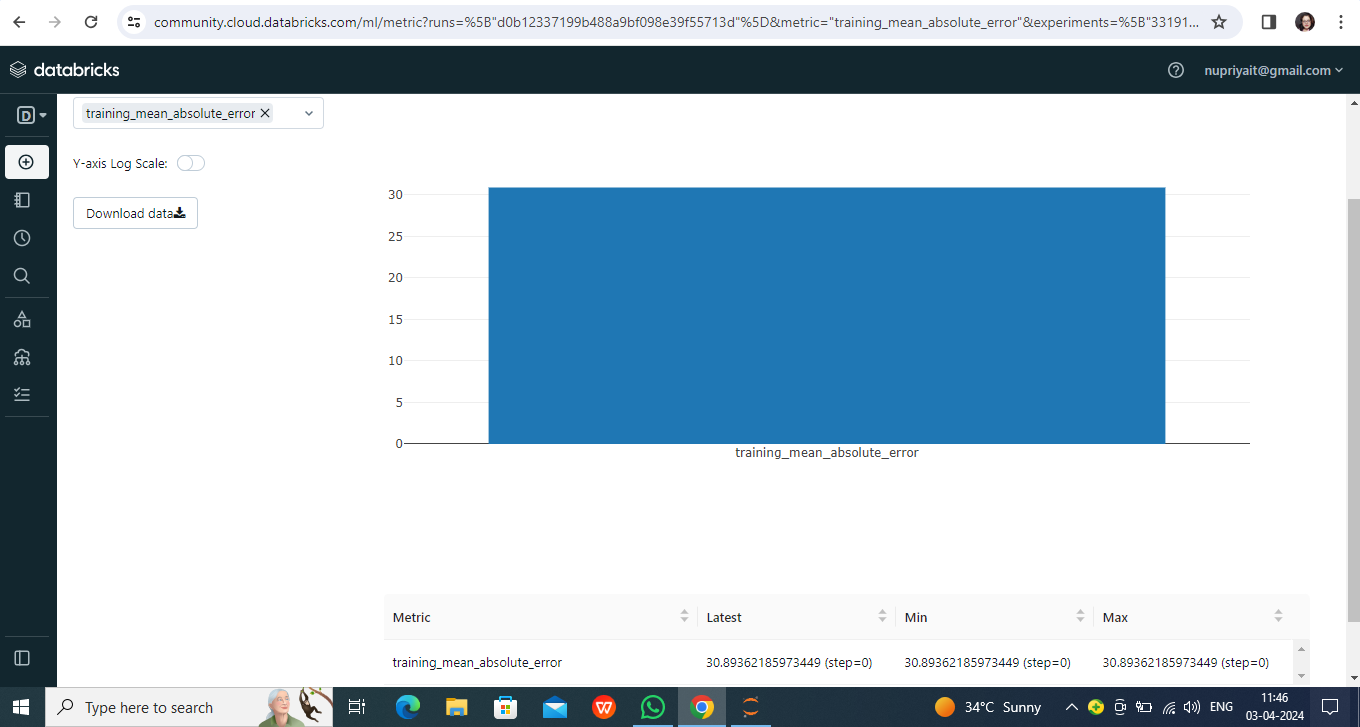 community.cloud.databricks.com/ml/metric?runs=%5B"d0b12337199b488a9bf098e39f55713d"%5D&metric="training_mean_absolute_error"&experiments=%5B"33191...
databricks
nupriyait@gmail.com
D
training_mean_absolute_error
Y-axis Log Scale:
Download data
30
25
20
15
10
5
0
training_mean_absolute_error
Metric Latest Min Max
training_mean_absolute_error 30.89362185973449 (step=0) 30.89362185973449 (step=0) 30.89362185973449 (step=0)
Type here to search
W
34°C Sunny
ENG
11:46
03-04-2024